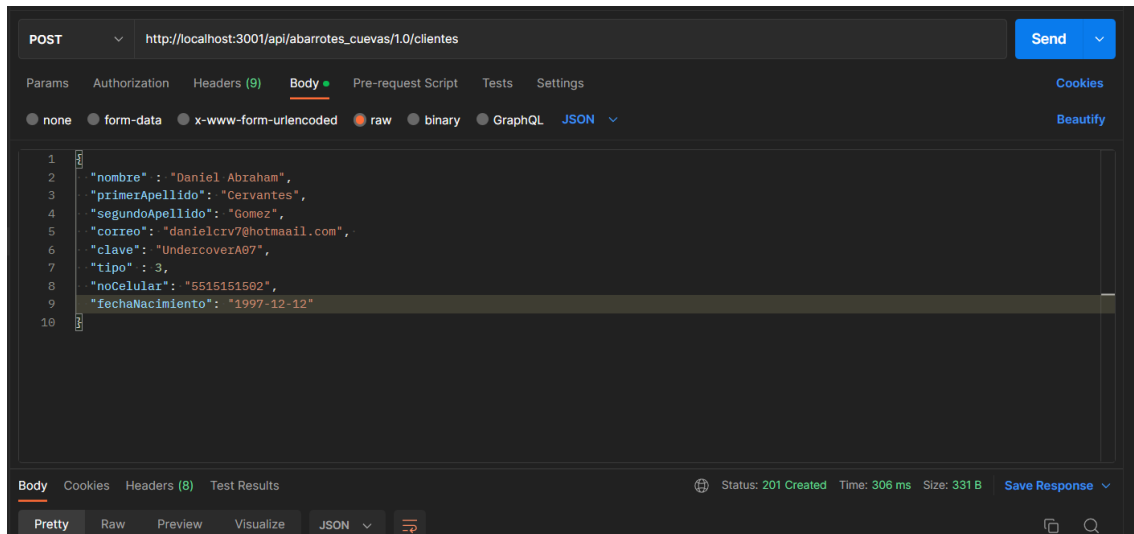 POST http://localhost:3001/api/abarrotes_cuevas/1.0/clientes Send
Params Authorization Headers (9) Body Pre-request Script Tests Settings Cookies
none form-data x-www-form-urlencoded raw binary GraphQL JSON Beautify
1 {
2 "nombre" : "Daniel Abraham",
3 "primerApellido": "Cervantes",
4 "segundoApellido": "Gomez",
5 "correo": "danielcrv7@hotmaail.com",
6 "clave": "UndercoverA07",
7 "tipo" : 3,
8 "noCelular": "5515151502",
9 "fechaNacimiento": "1997-12-12"
10 }
Body Cookies Headers (8) Test Results Status: 201 Created Time: 306 ms Size: 331 B Save Response
Pretty Raw Preview Visualize JSON